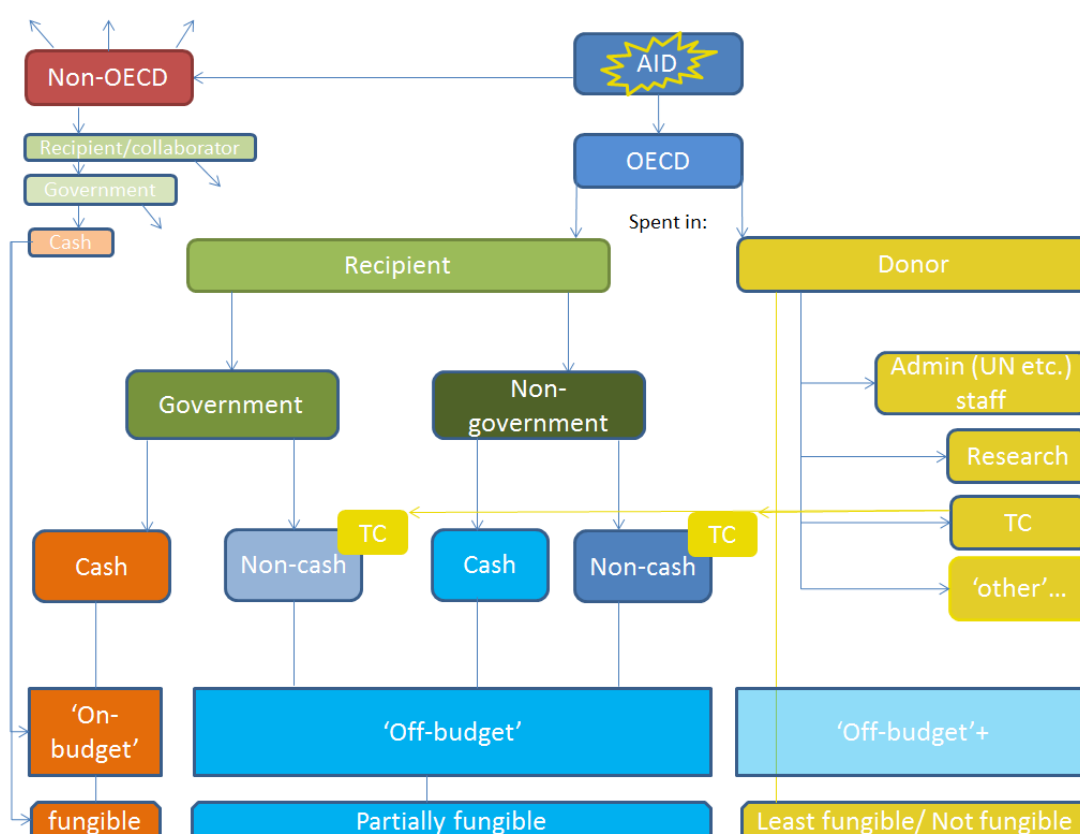 AID
Non-OECD
Recipient/collaborator
OECD
Government
Spent in:
Cash
Recipient
Donor
Admin (UN etc.)
staff
Government
Non-
government
Research
TC
TC
TC
Cash
Non-cash
Cash
Non-cash
‘other’...
‘On-
budget’
‘Off-budget’
‘Off-budget’+
fungible
Partially fungible
Least fungible/ Not fungible